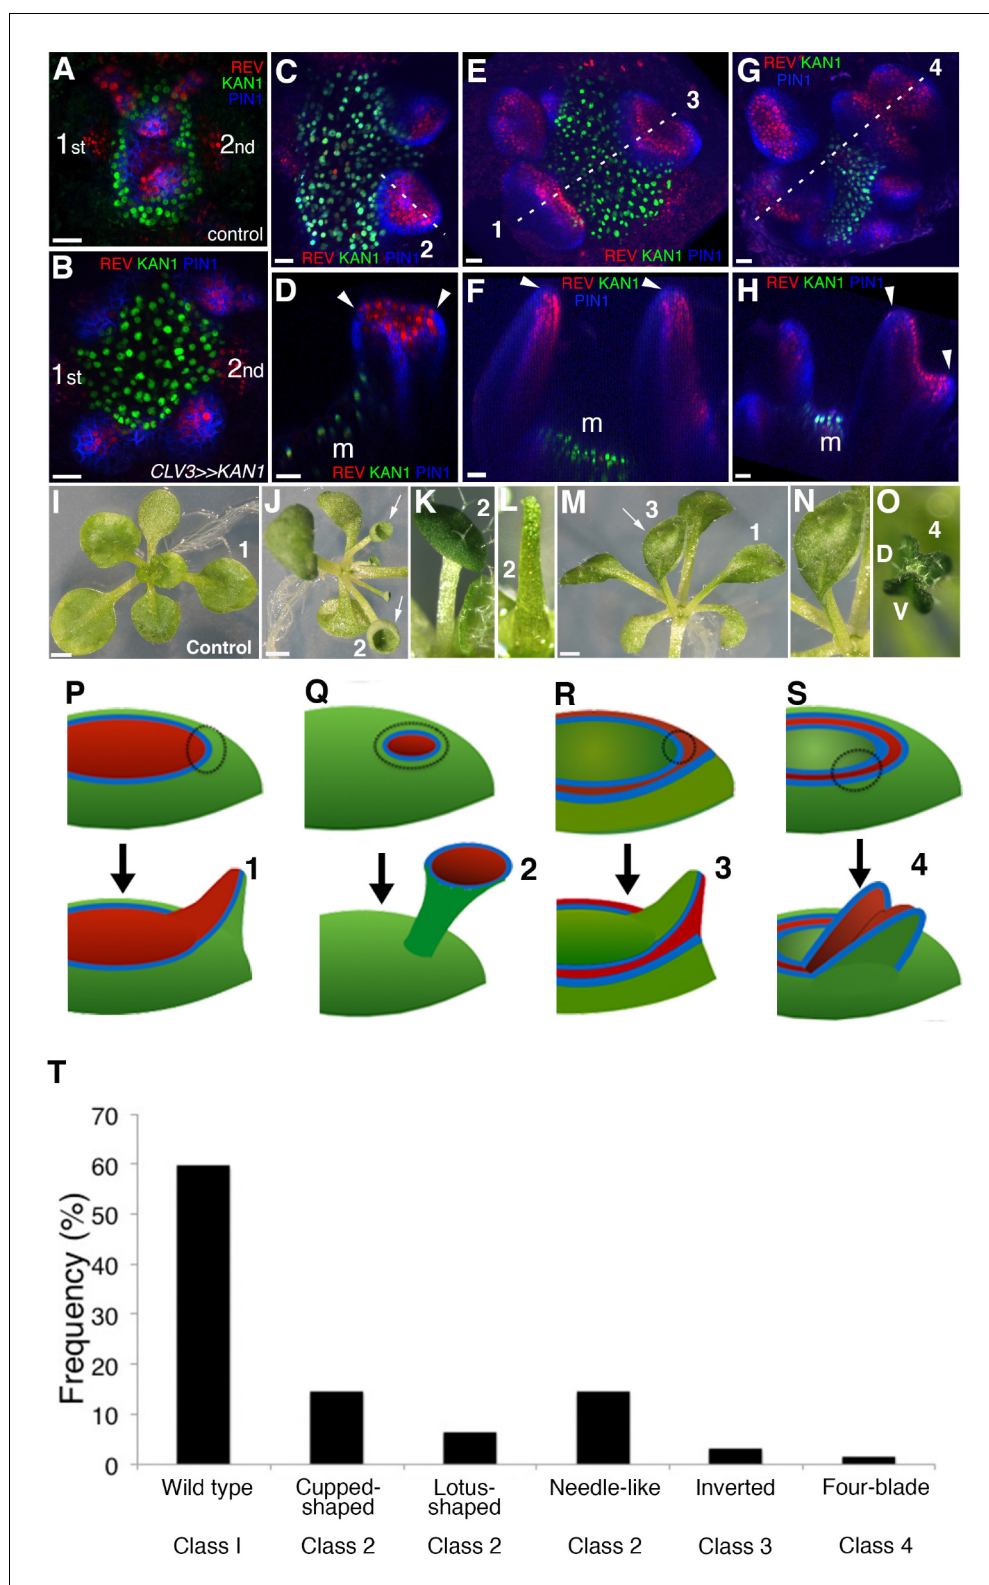 A
REV
KAN1
PIN1
1st
2nd
control
B
REV KAN1 PIN1
1st
2nd
CLV3>>KAN1
C
2
REV KAN1 PIN1
D
m
REV KAN1 PIN1
E
3
1
REV KAN1 PIN1
F
REV KAN1
PIN1
m
G
REV KAN1
PIN1
4
H
REV KAN1 PIN1
m
I
1
Control
J
2
K
2
L
2
M
3
1
N
O
4
D
V
P
1
Q
2
R
3
S
4
T
Frequency (%)
70
60
50
40
30
20
10
0
Wild type
Cupped-
shaped
Lotus-
shaped
Needle-like
Inverted
Four-blade
Class I
Class 2
Class 2
Class 2
Class 3
Class 4